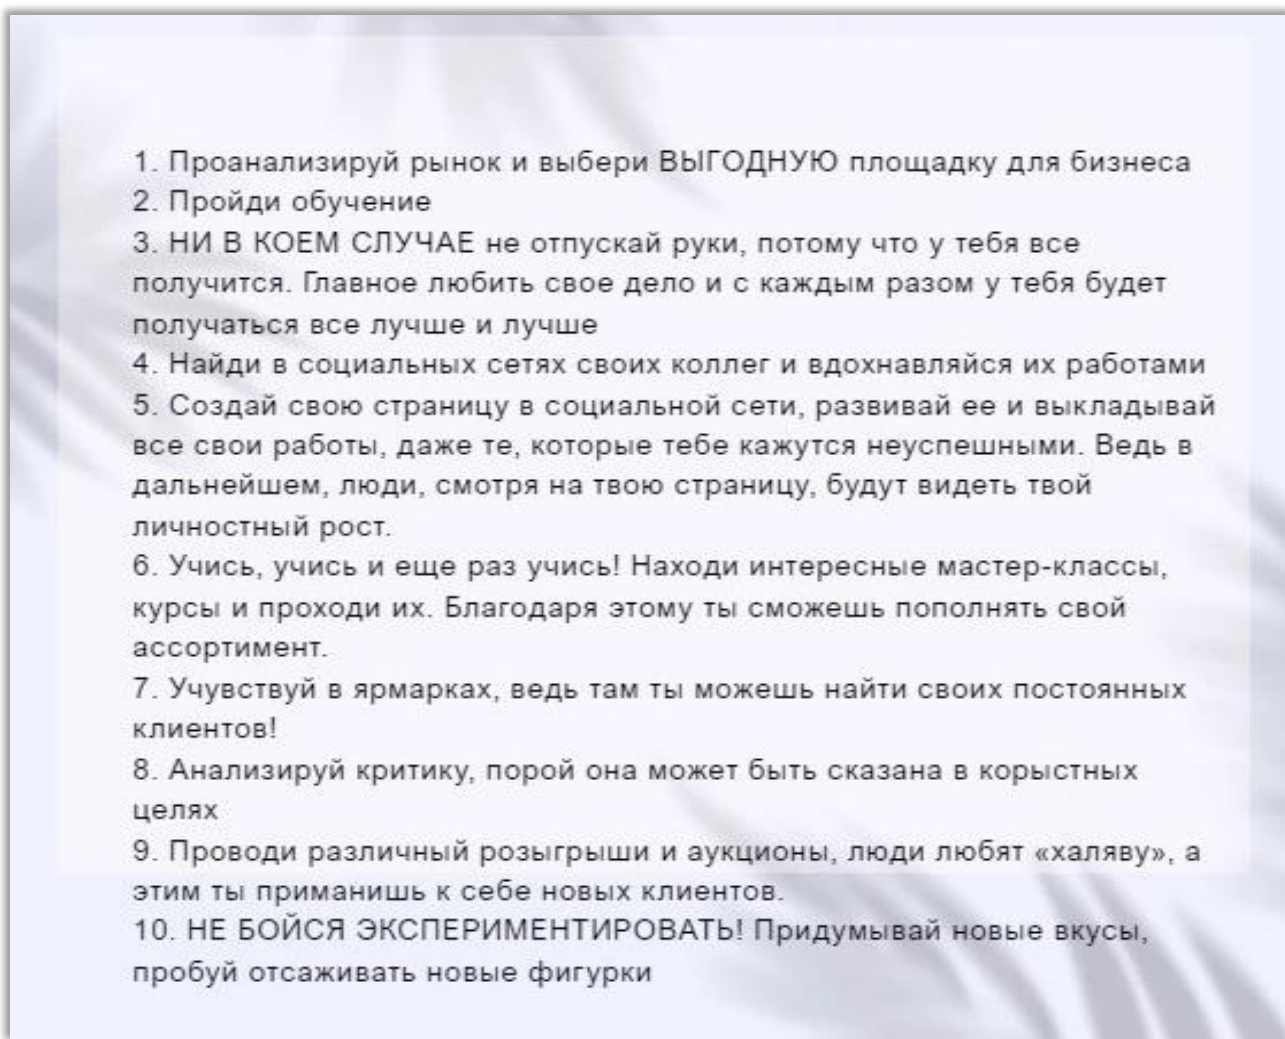 1. Проанализируй рынок и выбери ВЫГОДНУЮ площадку для бизнеса
2. Пройди обучение
3. НИ В КОЕМ СЛУЧАЕ не отпускай руки, потому что у тебя все
получится. Главное любить свое дело и с каждым разом у тебя будет
получаться все лучше и лучше
4. Найди в социальных сетях своих коллег и вдохнавляйся их работами
5. Создай свою страницу в социальной сети, развивай ее и выкладывай
все свои работы, даже те, которые тебе кажутся неуспешными. Ведь в
дальнейшем, люди, смотря на твою страницу, будут видеть твой
личностный рост.
6. Учись, учись и еще раз учись! Находи интересные мастер-классы,
курсы и проходи их. Благодаря этому ты сможешь пополнять свой
ассортимент.
7. Учувствуй в ярмарках, ведь там ты можешь найти своих постоянных
клиентов!
8. Анализируй критику, порой она может быть сказана в корыстных
целях
9. Проводи различный розыгрыши и аукционы, люди любят «халяву», а
этим ты приманишь к себе новых клиентов.
10. НЕ БОЙСЯ ЭКСПЕРИМЕНТИРОВАТЬ! Придумывай новые вкусы,
пробуй отсаживать новые фигурки